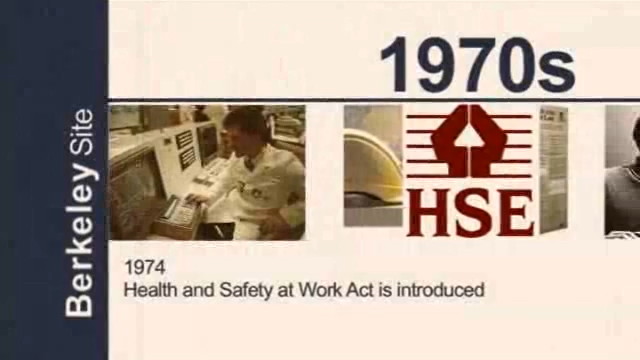 1970s
Berkeley Site
HSE
1974
Health and Safety at Work Act is introduced